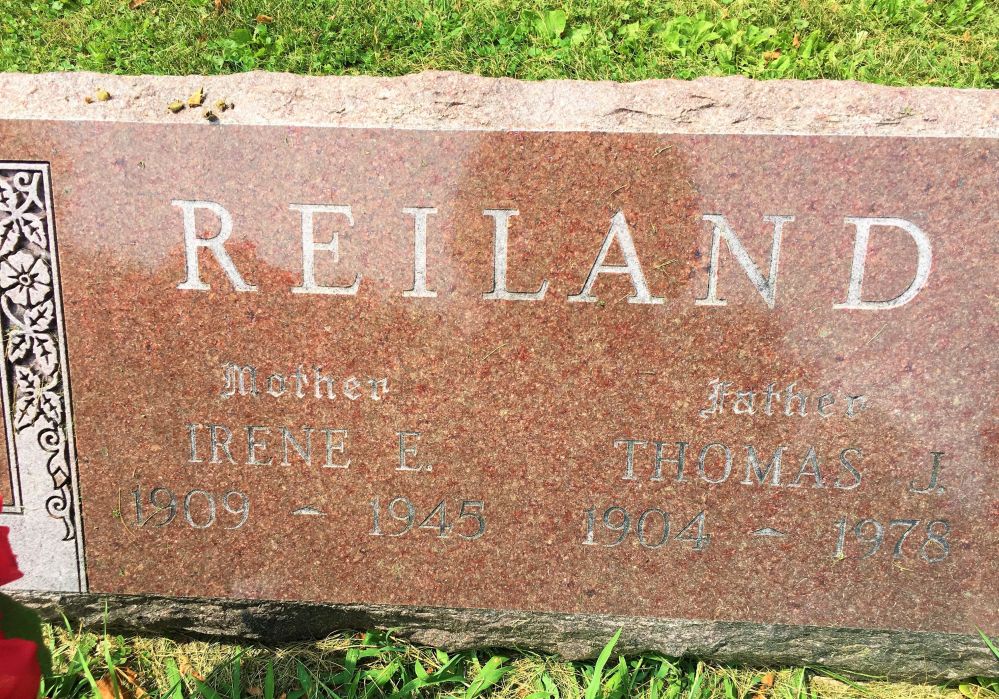 REILAND
Mother
IRENE E.
1909 - 1945
Father
THOMAS J.
1904 - 1978